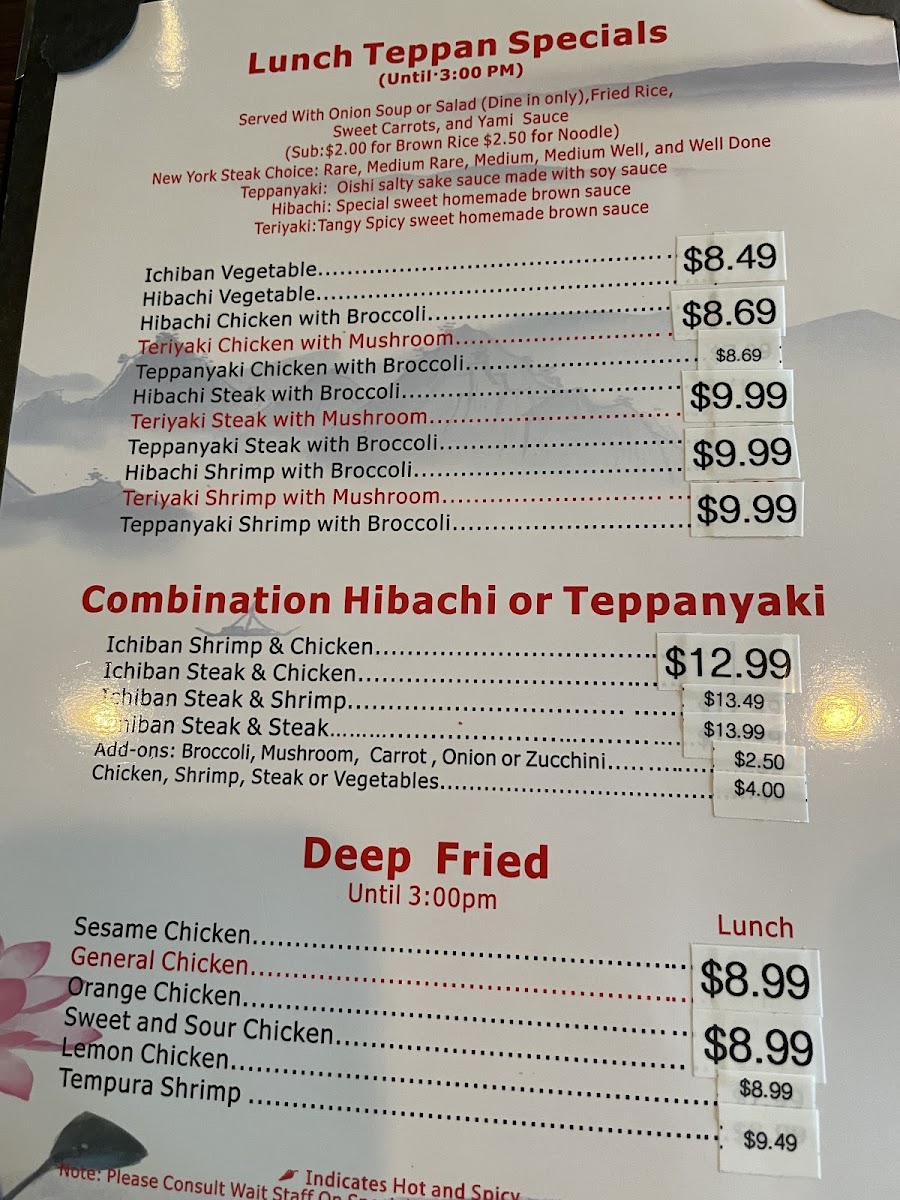 Lunch Teppan Specials
(Until 3:00 PM)
Served With Onion Soup or Salad (Dine in only),Fried Rice,
Sweet Carrots, and Yami Sauce
(Sub:$2.00 for Brown Rice $2.50 for Noodle)
New York Steak Choice: Rare, Medium Rare, Medium, Medium Well, and Well Done
Teppanyaki: Oishi salty sake sauce made with soy sauce
Hibachi: Special sweet homemade brown sauce
Teriyaki:Tangy Spicy sweet homemade brown sauce
Ichiban Vegetable $8.49
Hibachi Vegetable
Hibachi Chicken with Broccoli $8.69
Teriyaki Chicken with Mushroom
Teppanyaki Chicken with Broccoli $8.69
Hibachi Steak with Broccoli $9.99
Teriyaki Steak with Mushroom
Teppanyaki Steak with Broccoli $9.99
Hibachi Shrimp with Broccoli
Teriyaki Shrimp with Mushroom $9.99
Teppanyaki Shrimp with Broccoli
Combination Hibachi or Teppanyaki
Ichiban Shrimp & Chicken $12.99
Ichiban Steak & Chicken
Ichiban Steak & Shrimp $13.49
Ichiban Steak & Steak $13.99
Add-ons: Broccoli, Mushroom, Carrot , Onion or Zucchini $2.50
Chicken, Shrimp, Steak or Vegetables $4.00
Deep Fried
Until 3:00pm
Lunch
Sesame Chicken $8.99
General Chicken
Orange Chicken $8.99
Sweet and Sour Chicken
Lemon Chicken $8.99
Tempura Shrimp $9.49
Indicates Hot and Spicy
Note: Please Consult Wait Staff On